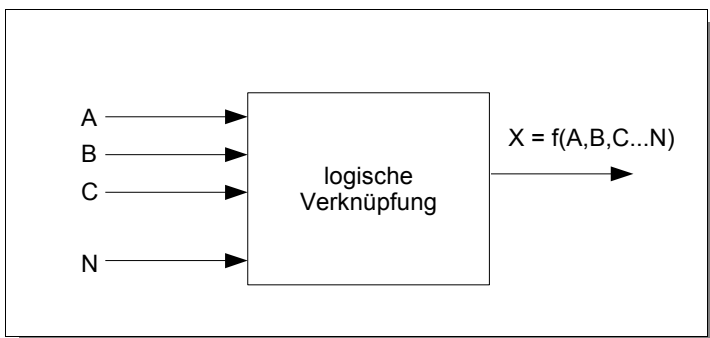 A
B
C
N
logische
Verknüpfung
X = f(A,B,C...N)